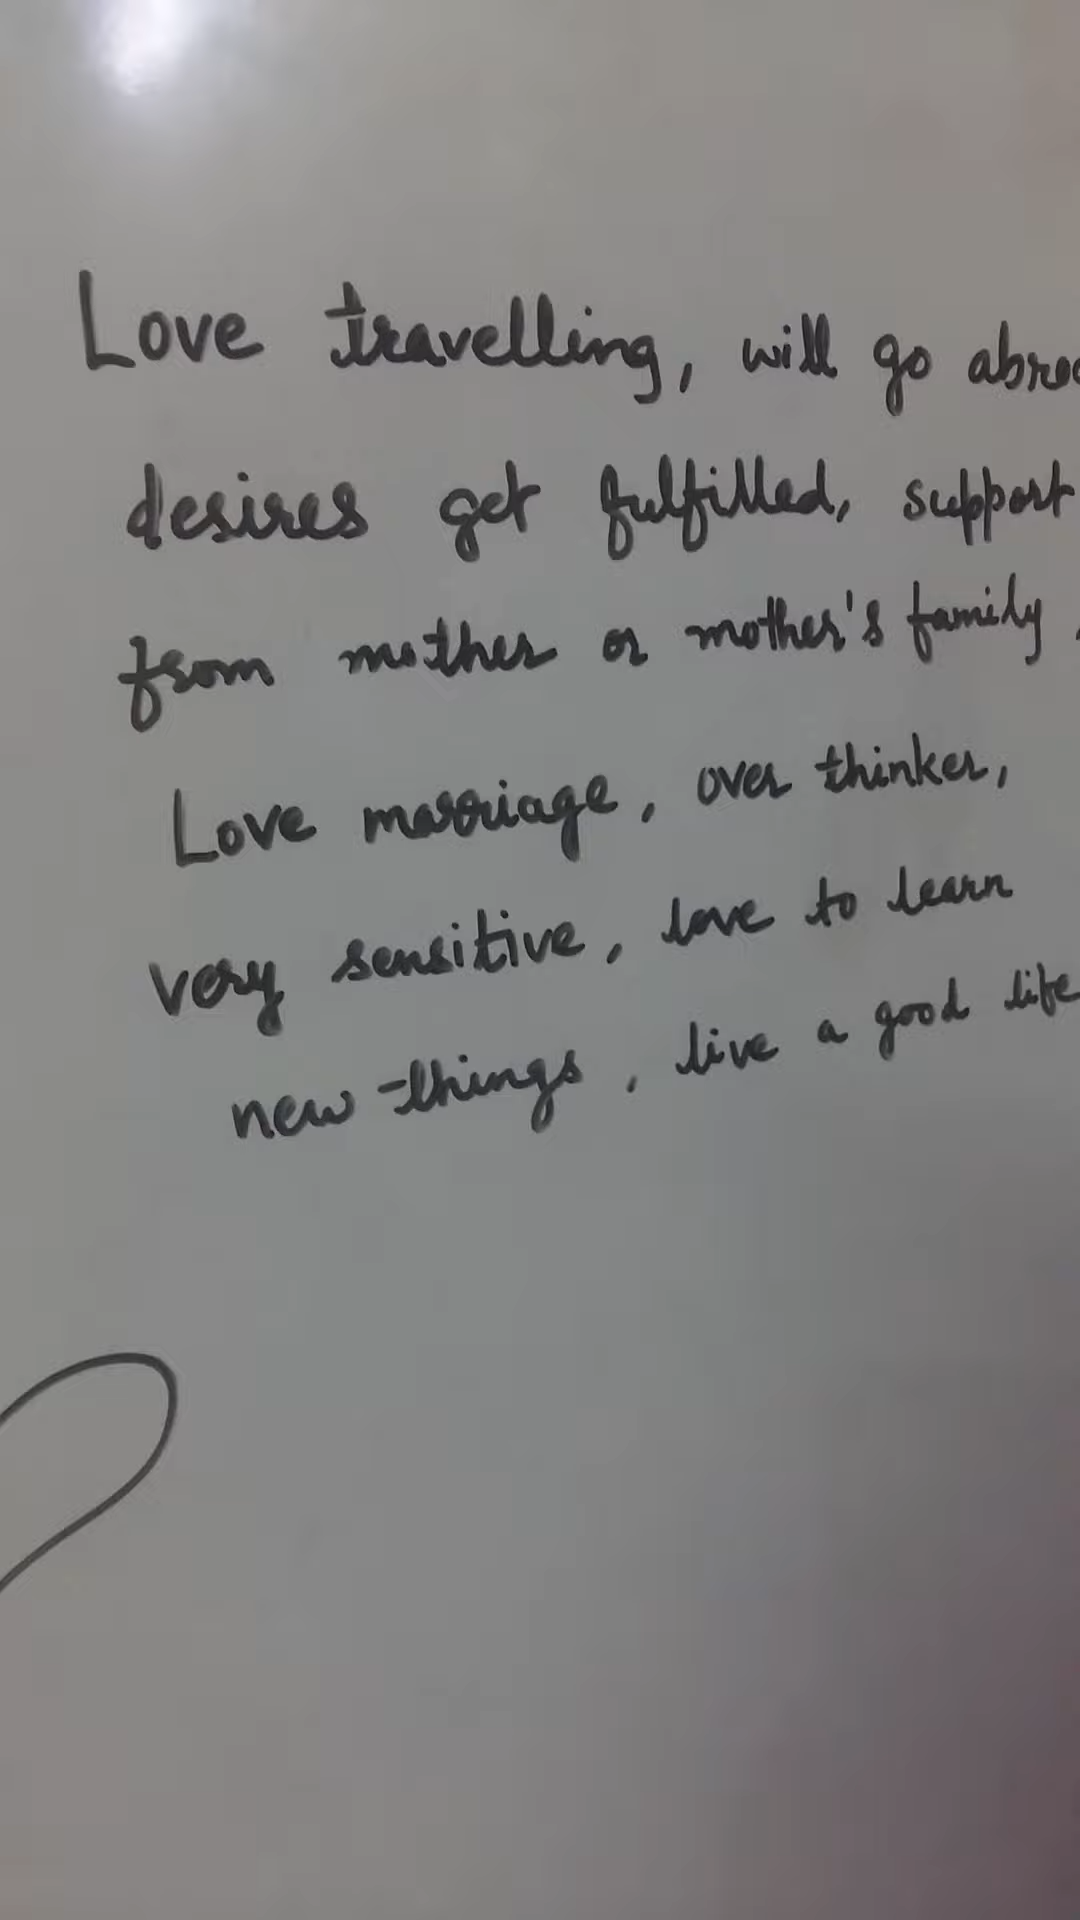 Love travelling, will go abroa
desires get fulfilled, support
from mother or mother's family,
Love marriage, over thinker,
very sensitive, love to learn
new things, live a good life